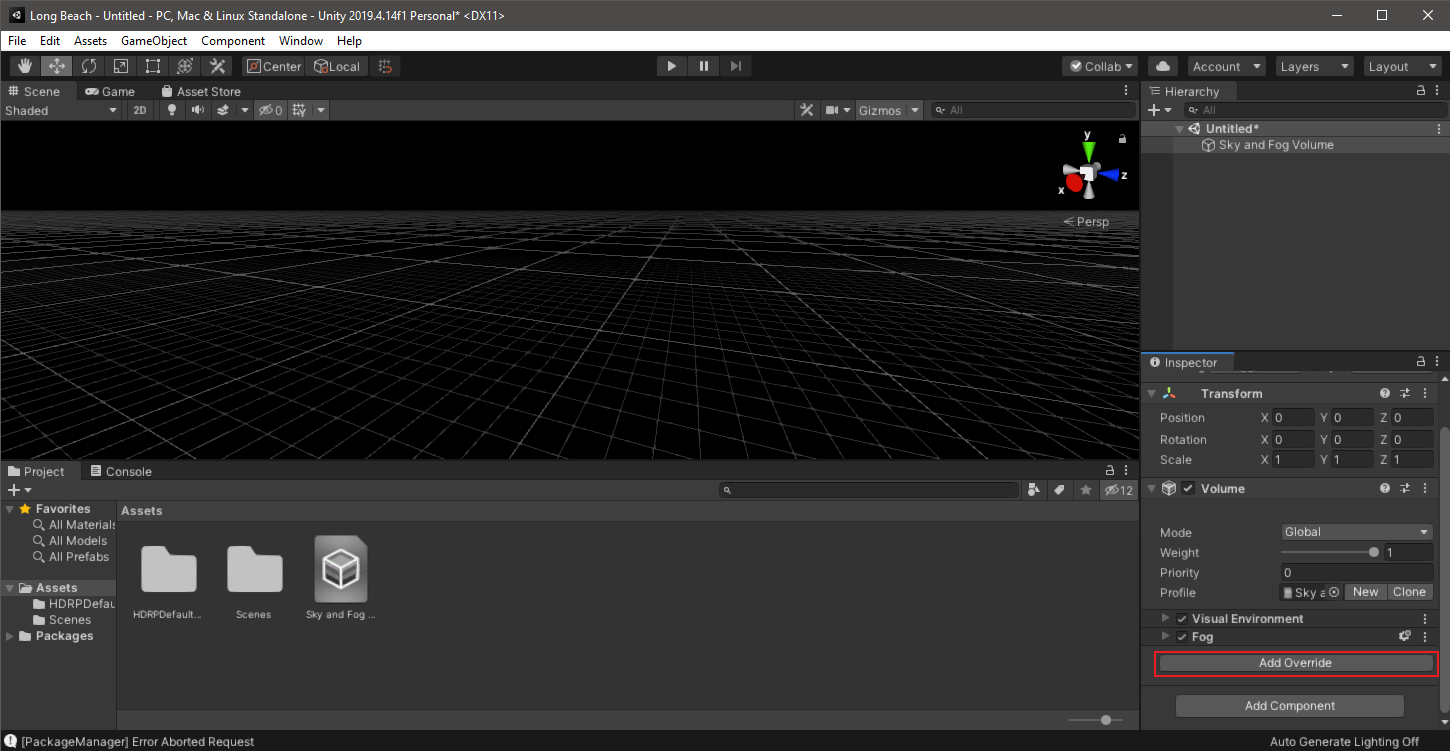 Long Beach - Untitled - PC, Mac & Linux Standalone - Unity 2019.4.14f1 Personal* <DX11>
File Edit Assets GameObject Component Window Help
Center Local Collab Account Layers Layout
Scene Game Asset Store
Shaded 2D 0 Gizmos All
y
z
x
Persp
Hierarchy
All
Untitled*
Sky and Fog Volume
Inspector
Transform
Position X 0 Y 0 Z 0
Rotation X 0 Y 0 Z 0
Scale X 1 Y 1 Z 1
Volume
Mode Global
Weight 1
Priority 0
Profile Sky a New Clone
Visual Environment
Fog
Add Override
Add Component
Project Console
12
Favorites
All Materials
All Models
All Prefabs
Assets
HDRPDefau
Scenes
Packages
Assets
HDRPDefault... Scenes Sky and Fog ...
[PackageManager] Error Aborted Request
Auto Generate Lighting Off